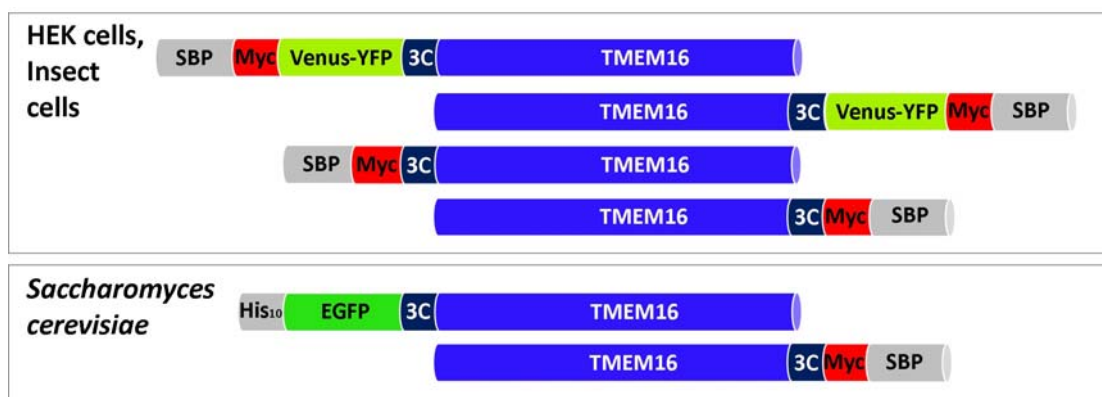 HEK cells,
Insect
cells
SBP Myc Venus-YFP 3C TMEM16
TMEM16 3C Venus-YFP Myc SBP
SBP Myc 3C TMEM16
TMEM16 3C Myc SBP
Saccharomyces
cerevisiae
His₁₀ EGFP 3C TMEM16
TMEM16 3C Myc SBP